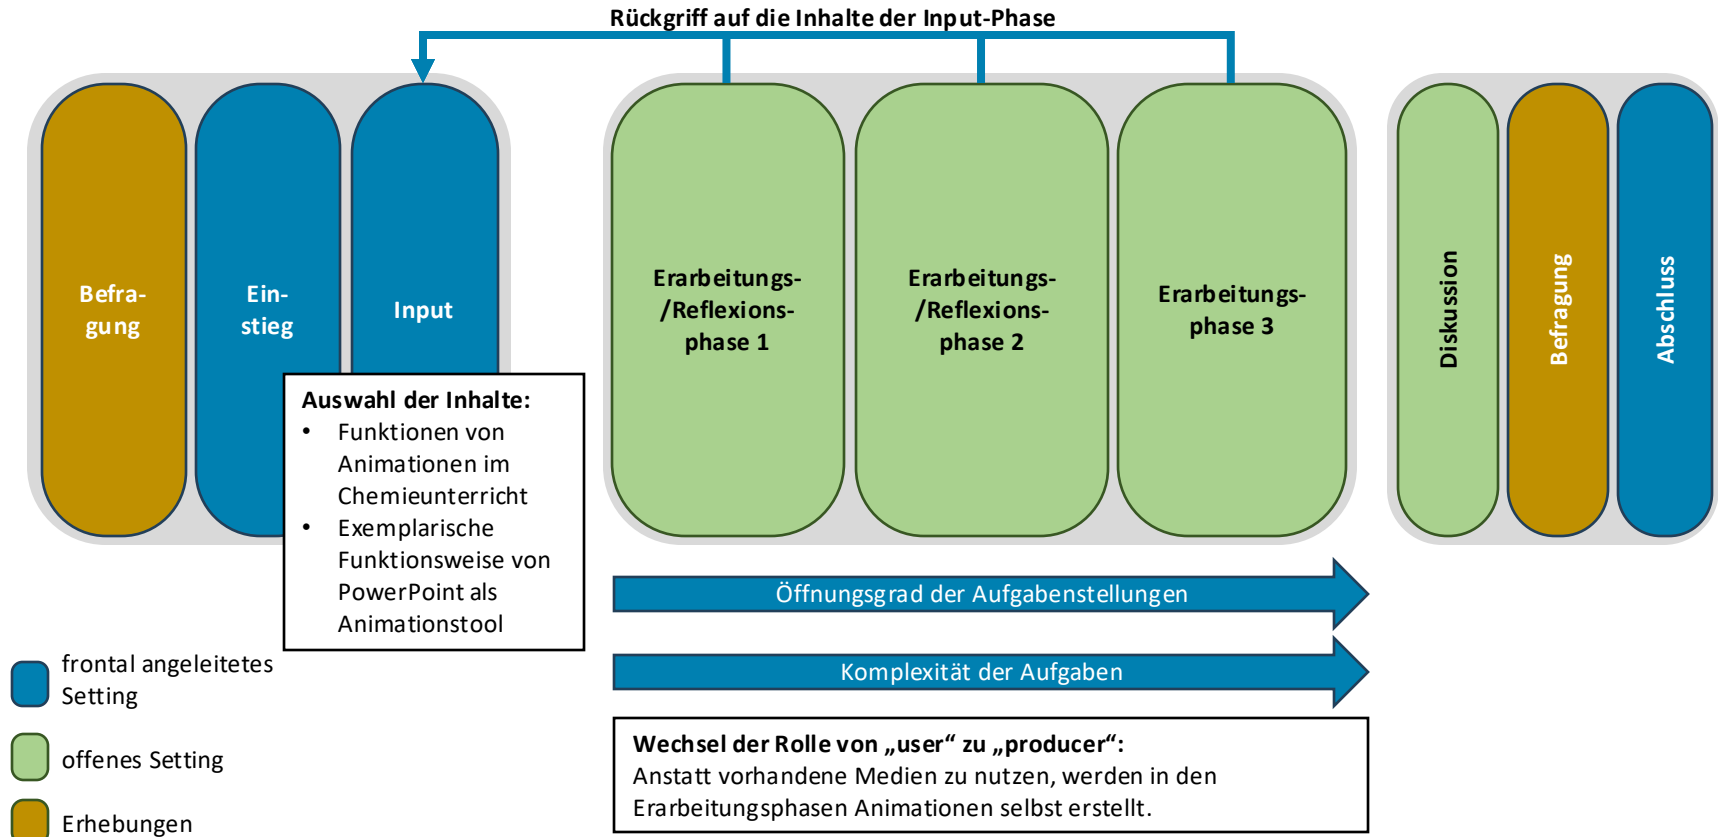 Rückgriff auf die Inhalte der Input-Phase
Befra-
gung
Ein-
stieg
Input
Erarbeitungs-
/Reflexions-
phase 1
Erarbeitungs-
/Reflexions-
phase 2
Erarbeitungs-
phase 3
Diskussion
Befragung
Abschluss
Auswahl der Inhalte:
• Funktionen von
Animationen im
Chemieunterricht
• Exemplarische
Funktionsweise von
PowerPoint als
Animationstool
Öffnungsgrad der Aufgabenstellungen
Komplexität der Aufgaben
Wechsel der Rolle von „user“ zu „producer“:
Anstatt vorhandene Medien zu nutzen, werden in den
Erarbeitungsphasen Animationen selbst erstellt.
frontal angeleitetes
Setting
offenes Setting
Erhebungen